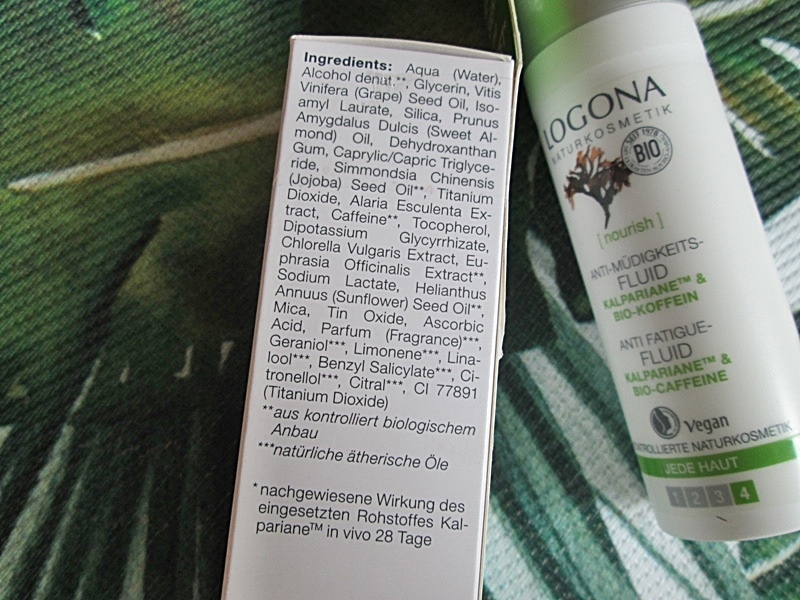 Ingredients: Aqua (Water),
Alcohol denat.**, Glycerin, Vitis
Vinifera (Grape) Seed Oil, Iso-
amyl Laurate, Silica, Prunus
Amygdalus Dulcis (Sweet Al-
mond) Oil, Dehydroxanthan
Gum, Caprylic/Capric Triglyce-
ride, Simmondsia Chinensis
(Jojoba) Seed Oil**, Titanium
Dioxide, Alaria Esculenta Ex-
tract, Caffeine**, Tocopherol,
Dipotassium Glycyrrhizate,
Chlorella Vulgaris Extract, Eu-
phrasia Officinalis Extract**,
Sodium Lactate, Helianthus
Annuus (Sunflower) Seed Oil**,
Mica, Tin Oxide, Ascorbic
Acid, Parfum (Fragrance)***,
Geraniol***, Limonene***, Lina-
lool***, Benzyl Salicylate***, Ci-
tronellol***, Citral***, CI 77891
(Titanium Dioxide)
**aus kontrolliert biologischem
Anbau
***natürliche ätherische Öle
*nachgewiesene Wirkung des
eingesetzten Rohstoffes Kal-
pariane™ in vivo 28 Tage
LOGONA
NATURKOSMETIK
SEIT 1978
BIO
[nourish]
ANTI-MÜDIGKEITS-
FLUID
KALPARIANE™ &
BIO-KOFFEIN
ANTI FATIGUE-
FLUID
KALPARIANE™ &
BIO-CAFFEINE
Vegan
KONTROLLIERTE NATURKOSMETIK
JEDE HAUT
1 2 3 4